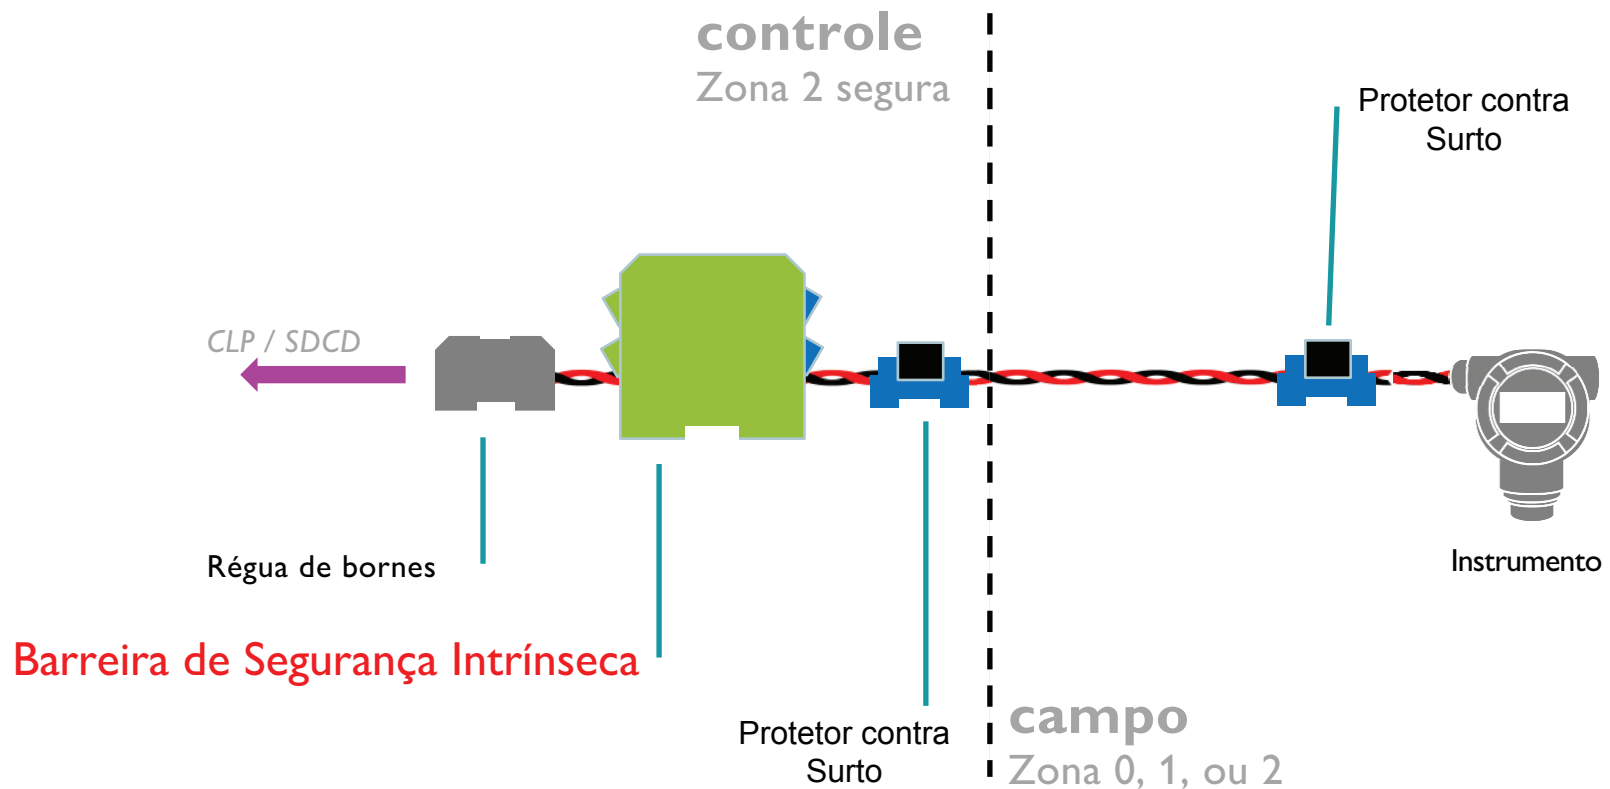 controle
Zona 2 segura
Protetor contra
Surto
CLP / SDCD
Régua de bornes
Instrumento
Barreira de Segurança Intrínseca
Protetor contra
Surto
campo
Zona 0, 1, ou 2